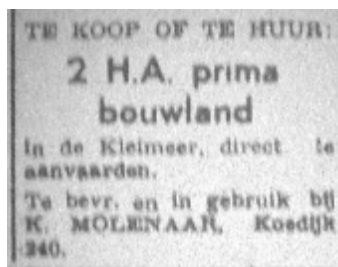 TE KOOP OF TE HUUR:
2 H.A. prima
bouwland
in de Kleimeer, direct te
aanvaarden.
Te bevr. en in gebruik bij
K. MOLENAAR, Koedijk
240.